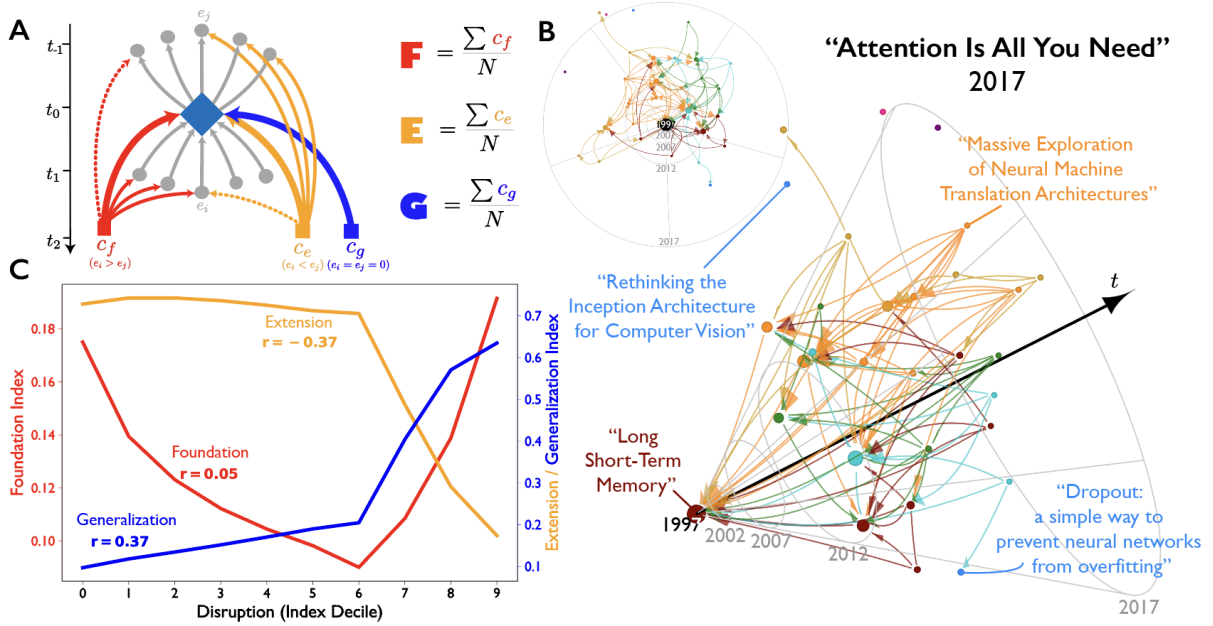 A
t-1
t0
t1
t2
ej
ei
cf
(ei > ej)
ce
(ei < ej)
cg
(ei = ej = 0)
F = ∑ cf / N
E = ∑ ce / N
G = ∑ cg / N
B
1997
2002
2007
2012
2017
“Attention Is All You Need”
2017
“Massive Exploration
of Neural Machine
Translation Architectures”
“Rethinking the
Inception Architecture
for Computer Vision”
t
“Long
Short-Term
Memory”
1997
2002
2007
2012
2017
“Dropout:
a simple way to
prevent neural networks
from overfitting”
C
Foundation Index
0.18
0.16
0.14
0.12
0.10
Extension
r = − 0.37
Foundation
r = 0.05
Generalization
r = 0.37
0.7
0.6
0.5
0.4
0.3
0.2
0.1
Extension / Generalization Index
0 1 2 3 4 5 6 7 8 9
Disruption (Index Decile)